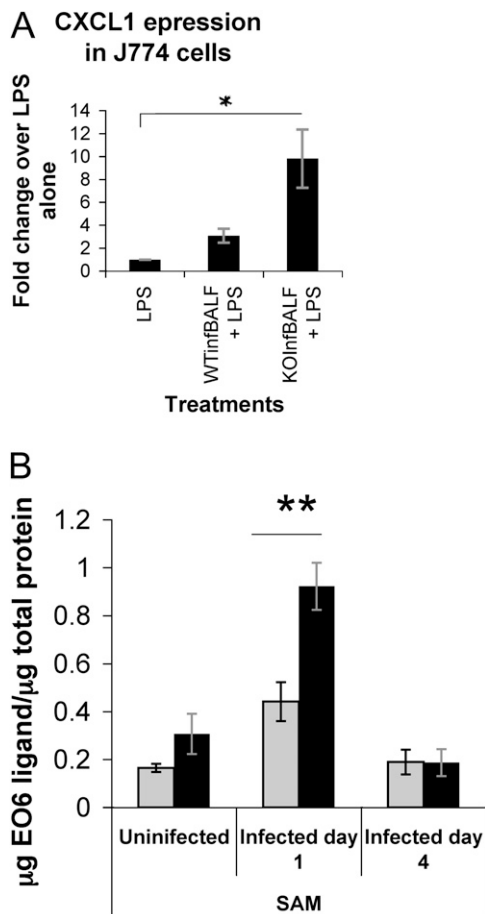 A CXCL1 epression
in J774 cells
*
Fold change over LPS
alone
14
12
10
8
6
4
2
0
LPS
WTinfBALF
+ LPS
KOInfBALF
+ LPS
Treatments
B
**
µg EO6 ligand/µg total protein
1.2
1
0.8
0.6
0.4
0.2
0
Uninfected
Infected day
1
Infected day
4
SAM